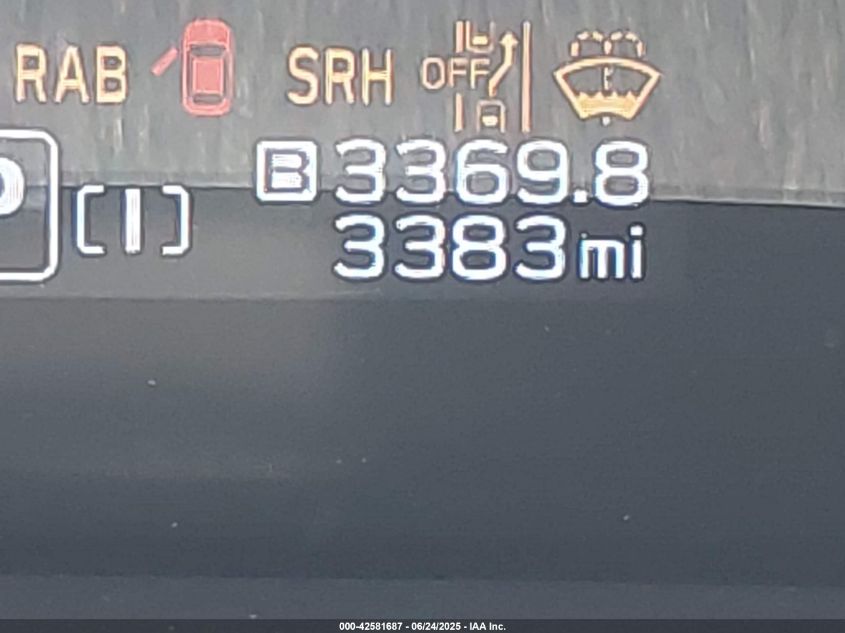 RAB SRH OFF
B 3369.8
[I] 3383 mi
000-42581687 - 06/24/2025 - IAA Inc.